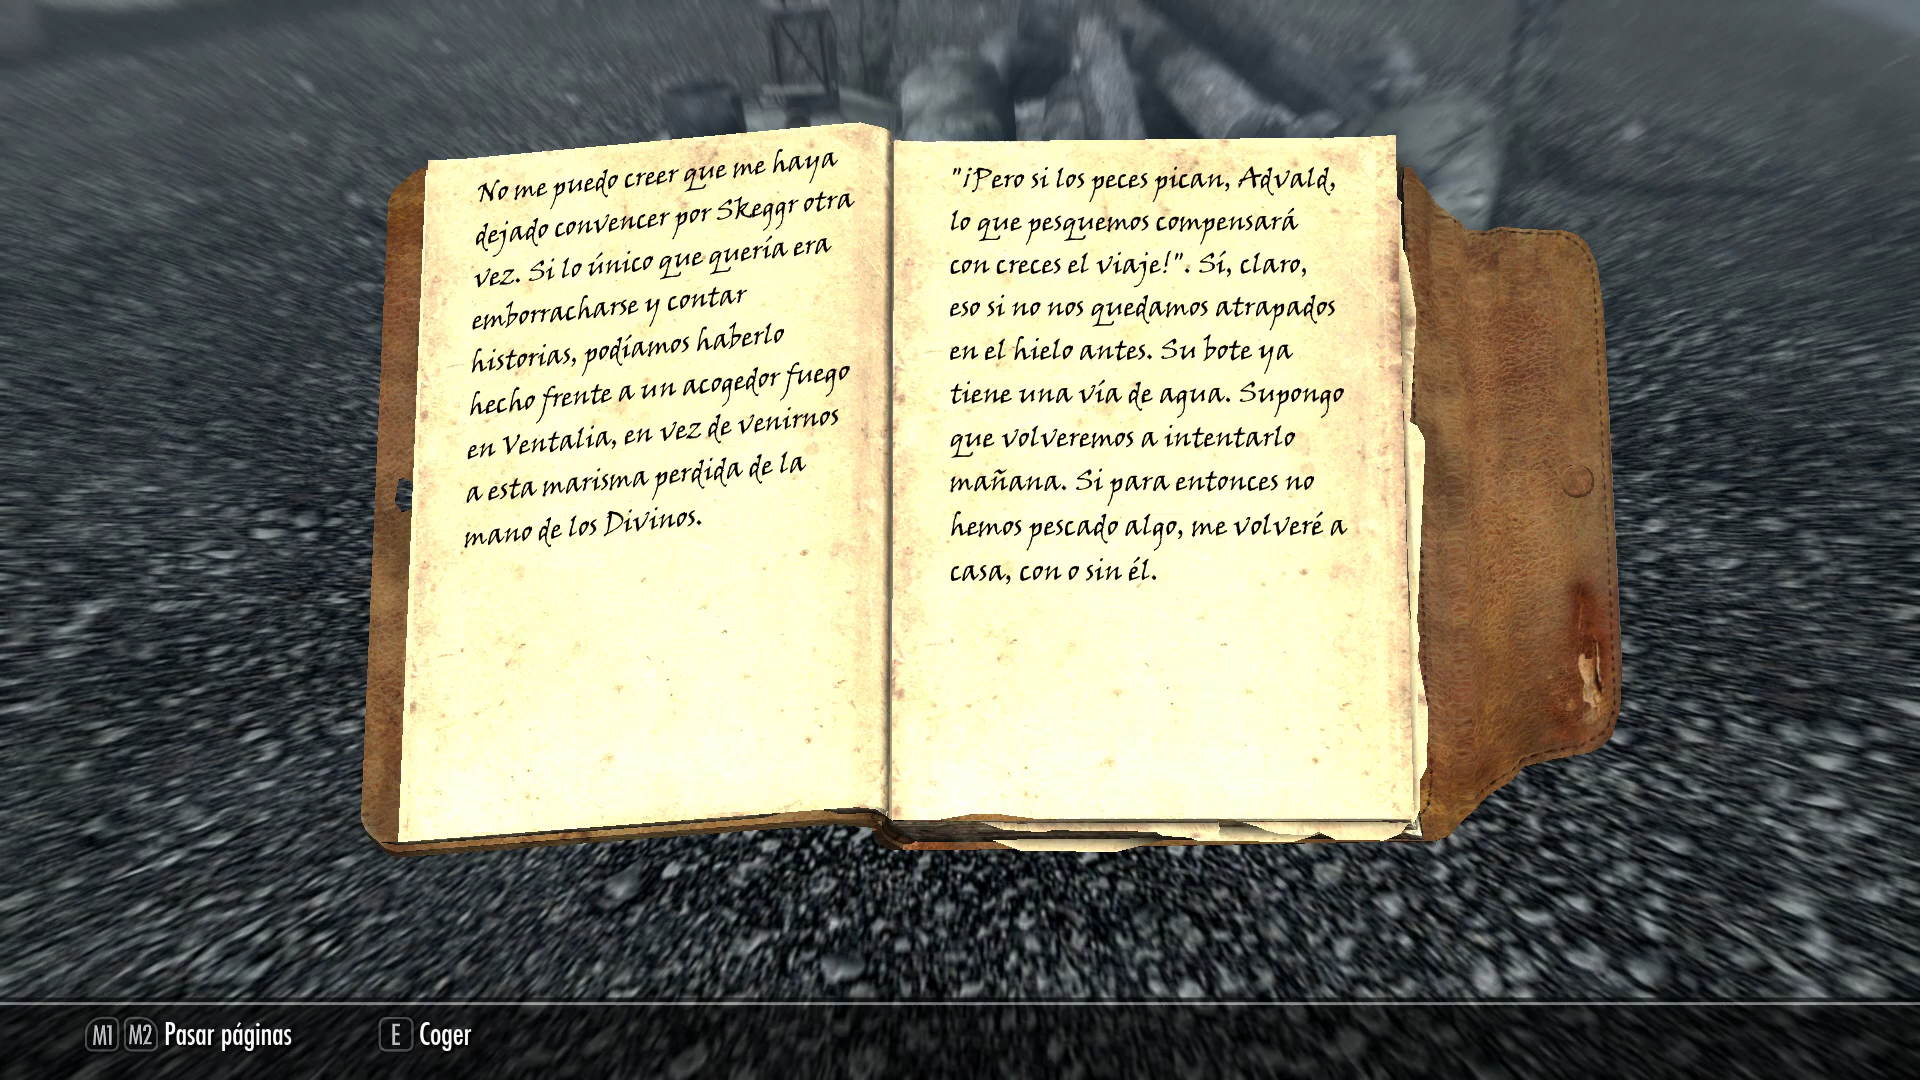 No me puedo creer que me haya
dejado convencer por Skeggr otra
vez. Si lo único que quería era
emborracharse y contar
historias, podíamos haberlo
hecho frente a un acogedor fuego
en Ventalia, en vez de venirnos
a esta marisma perdida de la
mano de los Divinos.
"¡Pero si los peces pican, Advald,
lo que pesquemos compensará
con creces el viaje!". Sí, claro,
eso si no nos quedamos atrapados
en el hielo antes. Su bote ya
tiene una vía de agua. Supongo
que volveremos a intentarlo
mañana. Si para entonces no
hemos pescado algo, me volveré a
casa, con o sin él.
M1 M2 Pasar páginas E Coger